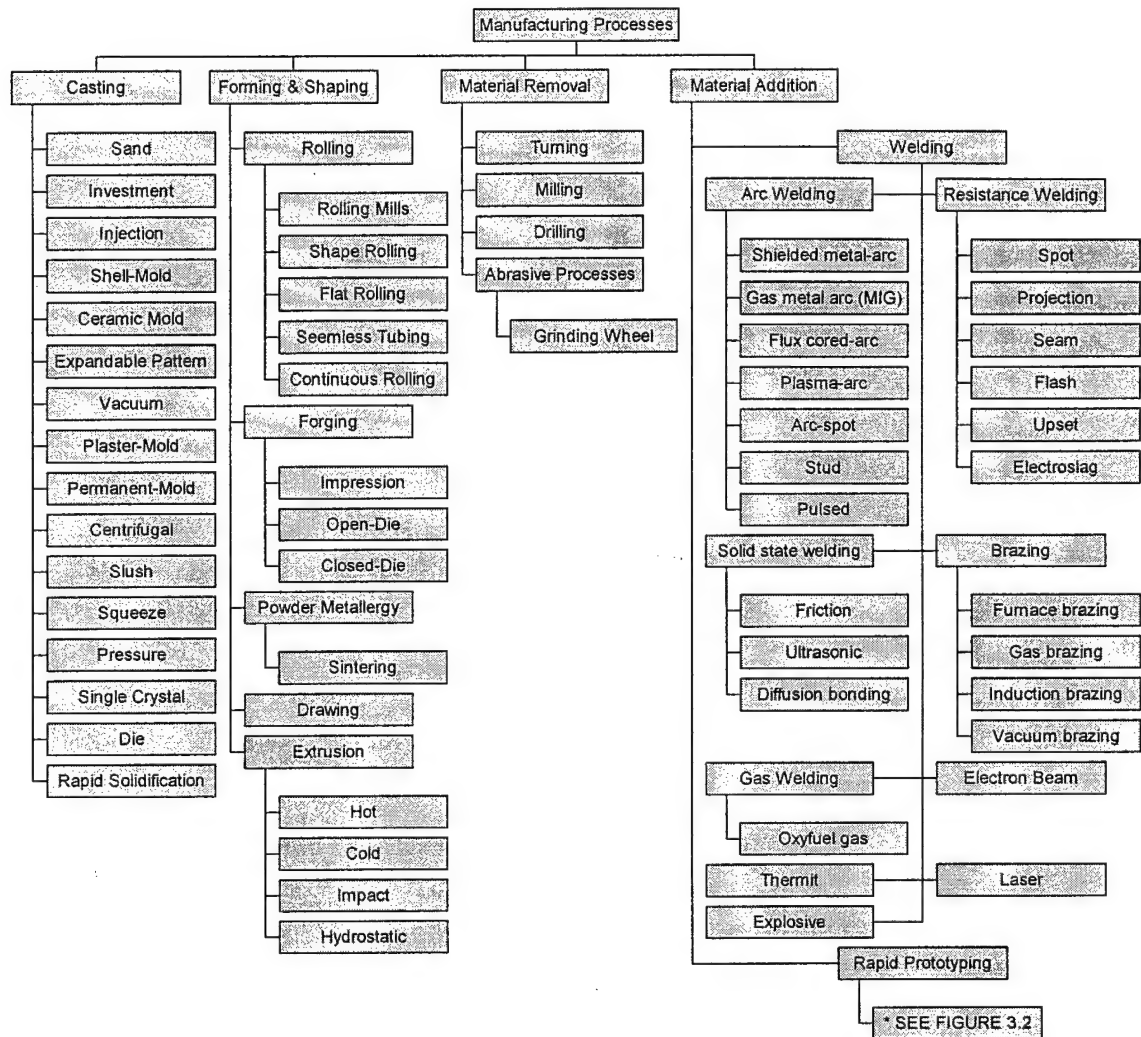 Manufacturing Processes
Casting
Forming & Shaping
Material Removal
Material Addition
Sand
Investment
Injection
Shell-Mold
Ceramic Mold
Expandable Pattern
Vacuum
Plaster-Mold
Permanent-Mold
Centrifugal
Slush
Squeeze
Pressure
Single Crystal
Die
Rapid Solidification
Rolling
Rolling Mills
Shape Rolling
Flat Rolling
Seemless Tubing
Continuous Rolling
Forging
Impression
Open-Die
Closed-Die
Powder Metallergy
Sintering
Drawing
Extrusion
Hot
Cold
Impact
Hydrostatic
Turning
Milling
Drilling
Abrasive Processes
Grinding Wheel
Welding
Arc Welding
Shielded metal-arc
Gas metal arc (MIG)
Flux cored-arc
Plasma-arc
Arc-spot
Stud
Pulsed
Resistance Welding
Spot
Projection
Seam
Flash
Upset
Electroslag
Solid state welding
Friction
Ultrasonic
Diffusion bonding
Brazing
Furnace brazing
Gas brazing
Induction brazing
Vacuum brazing
Gas Welding
Oxyfuel gas
Electron Beam
Thermit
Laser
Explosive
Rapid Prototyping
* SEE FIGURE 3.2